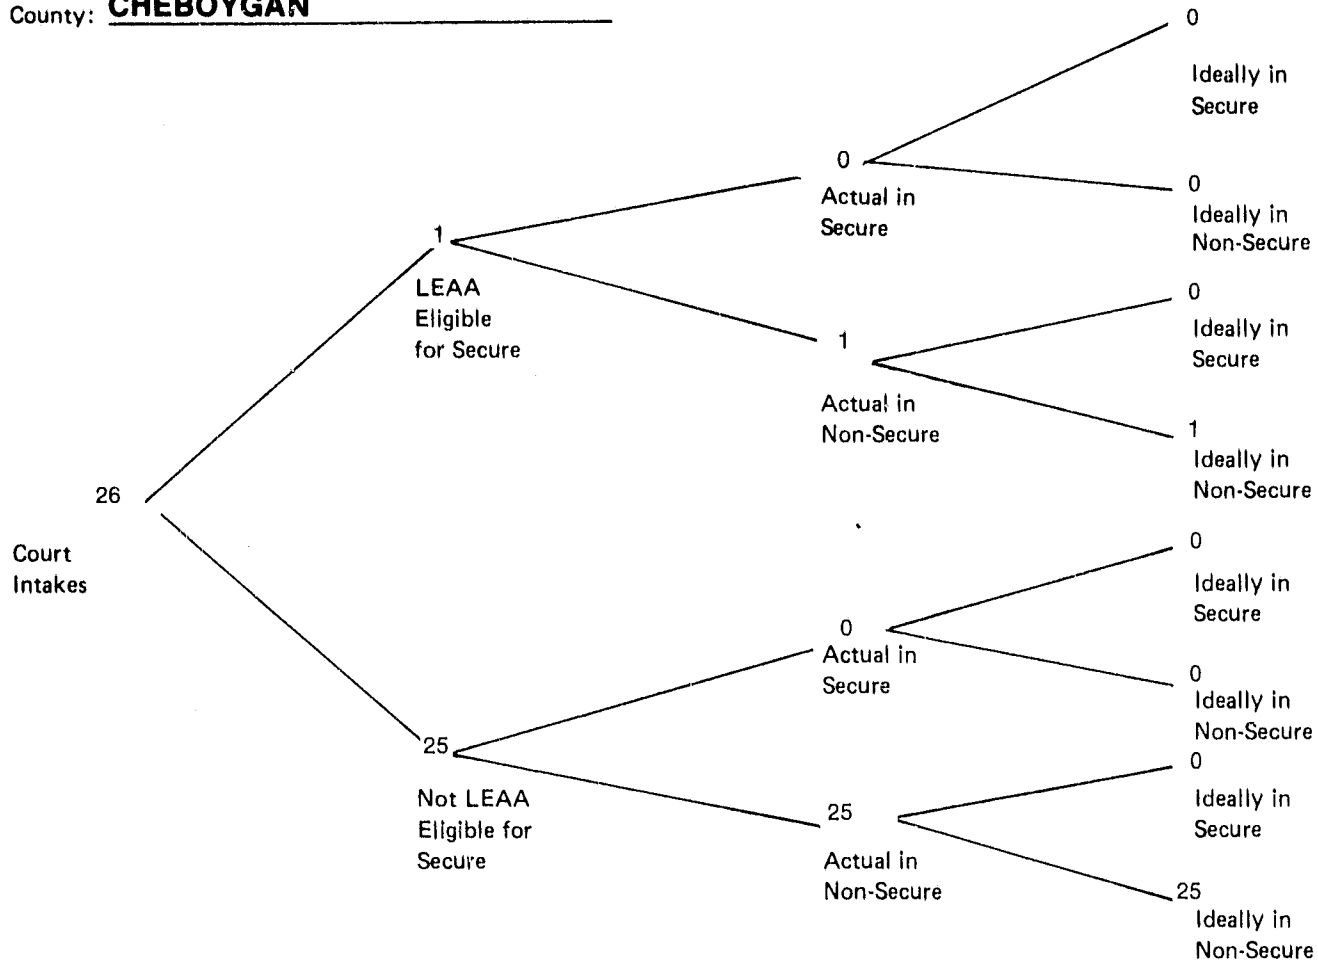 County: CHEBOYGAN
0
Ideally in
Secure
0
Actual in
Secure
0
Ideally in
Non-Secure
1
LEAA
Eligible
for Secure
0
Ideally in
Secure
1
Actual in
Non-Secure
1
Ideally in
Non-Secure
26
Court
Intakes
0
Ideally in
Secure
0
Actual in
Secure
0
Ideally in
Non-Secure
25
Not LEAA
Eligible for
Secure
0
Ideally in
Secure
25
Actual in
Non-Secure
25
Ideally in
Non-Secure